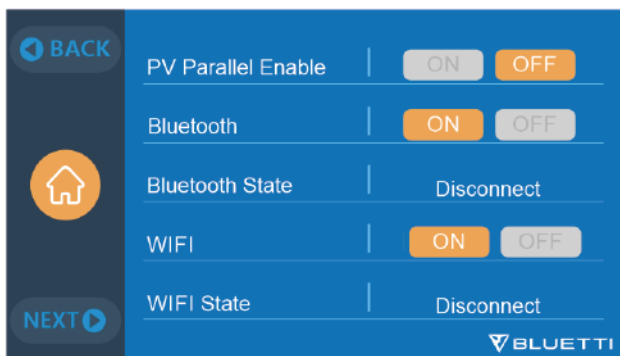 BACK
PV Parallel Enable ON OFF
Bluetooth ON OFF
Bluetooth State Disconnect
WIFI ON OFF
WIFI State Disconnect
NEXT
BLUETTI